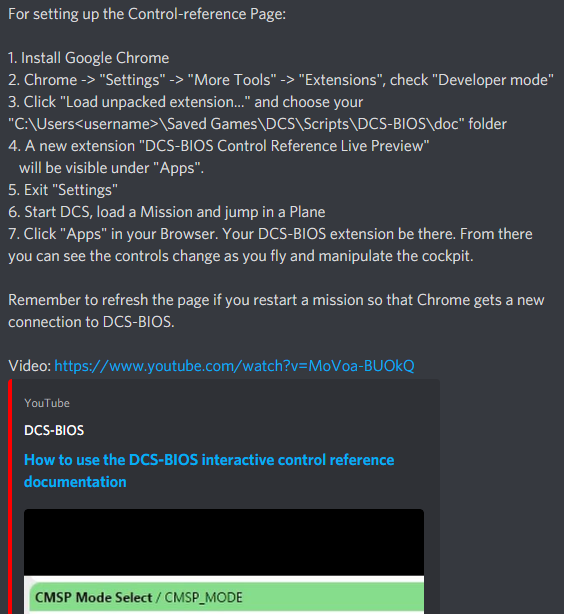 For setting up the Control-reference Page:
1. Install Google Chrome
2. Chrome -> "Settings" -> "More Tools" -> "Extensions", check "Developer mode"
3. Click "Load unpacked extension..." and choose your
"C:\Users<username>\Saved Games\DCS\Scripts\DCS-BIOS\doc" folder
4. A new extension "DCS-BIOS Control Reference Live Preview"
will be visible under "Apps".
5. Exit "Settings"
6. Start DCS, load a Mission and jump in a Plane
7. Click "Apps" in your Browser. Your DCS-BIOS extension be there. From there
you can see the controls change as you fly and manipulate the cockpit.
Remember to refresh the page if you restart a mission so that Chrome gets a new
connection to DCS-BIOS.
Video: https://www.youtube.com/watch?v=MoVoa-BUOkQ
YouTube
DCS-BIOS
How to use the DCS-BIOS interactive control reference
documentation
CMSP Mode Select / CMSP_MODE